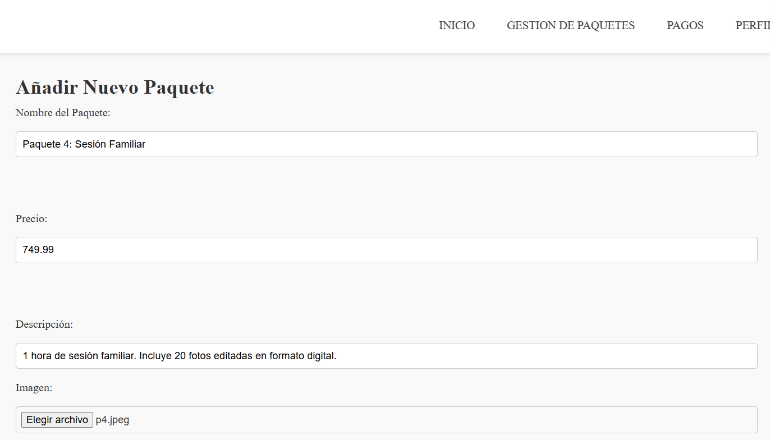 INICIO GESTION DE PAQUETES PAGOS
Añadir Nuevo Paquete
Nombre del Paquete:
Paquete 4: Sesión Familiar
Precio:
749.99
Descripción:
1 hora de sesión familiar. Incluye 20 fotos editadas en formato digital.
Imagen:
Elegir archivo p4.jpeg